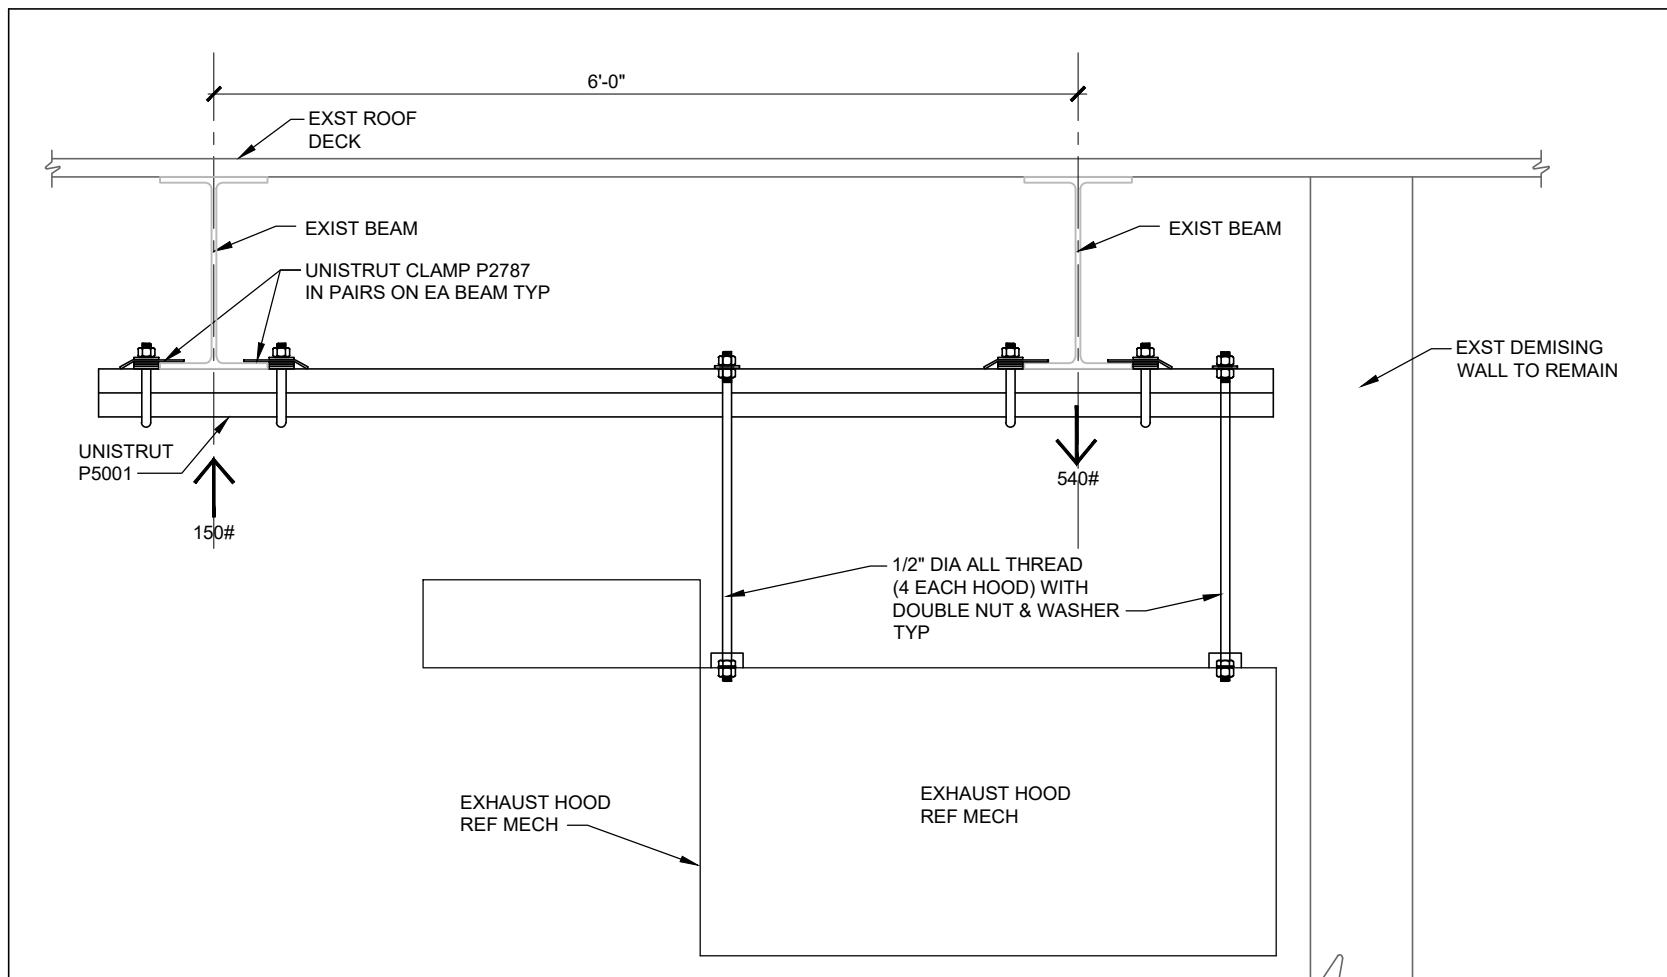 6'-0"
EXST ROOF
DECK
EXIST BEAM
EXIST BEAM
UNISTRUT CLAMP P2787
IN PAIRS ON EA BEAM TYP
EXST DEMISING
WALL TO REMAIN
UNISTRUT
P5001
540#
150#
1/2" DIA ALL THREAD
(4 EACH HOOD) WITH
DOUBLE NUT & WASHER
TYP
EXHAUST HOOD
REF MECH
EXHAUST HOOD
REF MECH